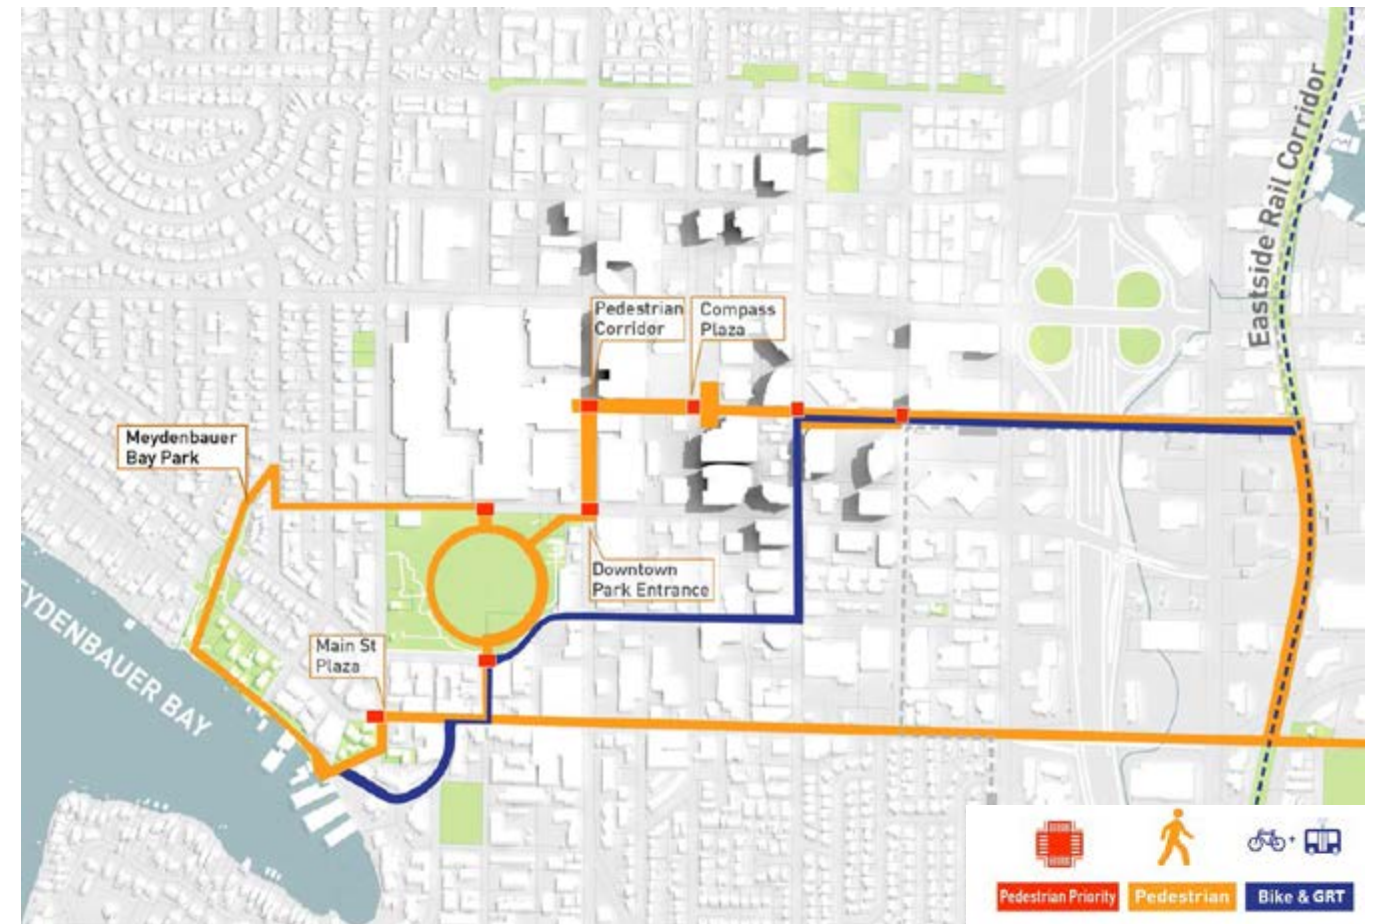 Eastside Rail Corridor
Pedestrian
Corridor
Compass
Plaza
Meydenbauer
Bay Park
Downtown
Park Entrance
Main St
Plaza
EYDENBAUER BAY
Pedestrian Priority
Pedestrian
+
Bike & GRT